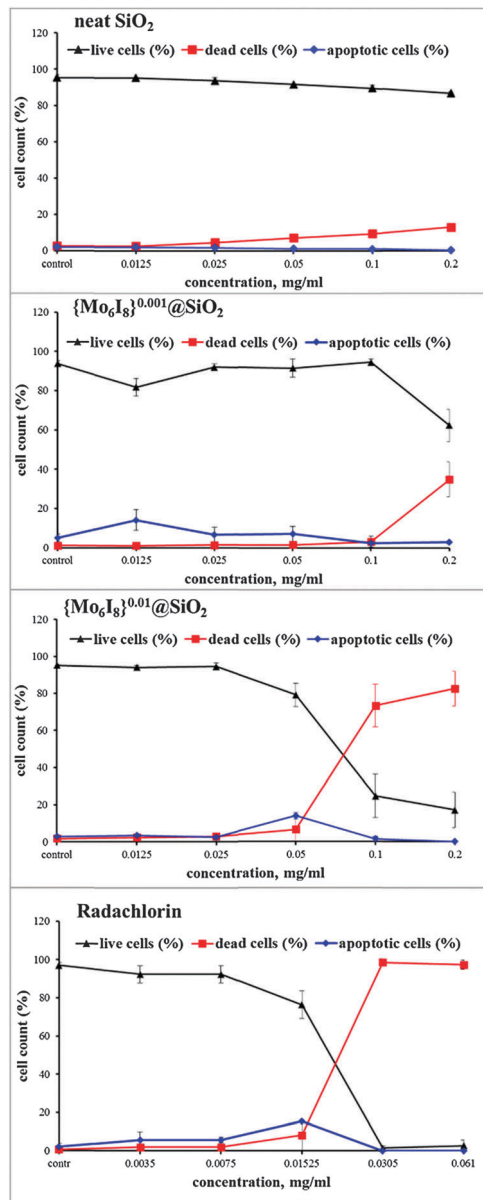 neat SiO₂
live cells (%) dead cells (%) apoptotic cells (%)
120
100
80
60
40
20
0
cell count (%)
control 0.0125 0.025 0.05 0.1 0.2
concentration, mg/ml
{Mo₆I₈}⁰·⁰⁰¹@SiO₂
live cells (%) dead cells (%) apoptotic cells (%)
120
100
80
60
40
20
0
cell count (%)
control 0.0125 0.025 0.05 0.1 0.2
concentration, mg/ml
{Mo₆I₈}⁰·⁰¹@SiO₂
live cells (%) dead cells (%) apoptotic cells (%)
120
100
80
60
40
20
0
cell count (%)
control 0.0125 0.025 0.05 0.1 0.2
concentration, mg/ml
Radachlorin
live cells (%) dead cells (%) apoptotic cells (%)
120
100
80
60
40
20
0
cell count (%)
contr 0.0035 0.0075 0.01525 0.0305 0.061
concentration, mg/ml